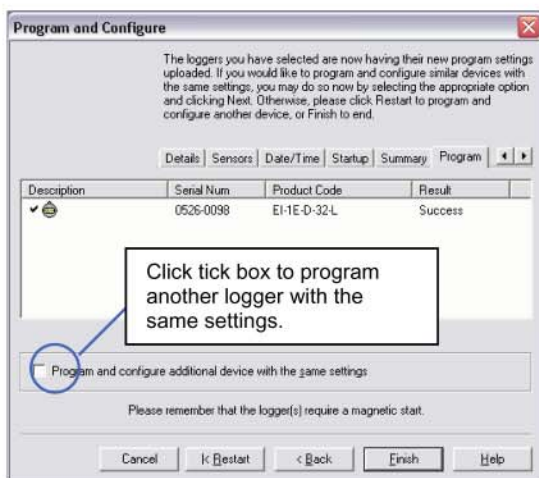 Program and Configure
The loggers you have selected are now having their new program settings
uploaded. If you would like to program and configure similar devices with
the same settings, you may do so now by selecting the appropriate option
and clicking Next. Otherwise, please click Restart to program and
configure another device, or Finish to end.
Details Sensors Date/Time Startup Summary Program
Description Serial Num Product Code Result
0526-0098 EI-1E-D-32-L Success
Click tick box to program
another logger with the
same settings.
Program and configure additional device with the same settings
Please remember that the logger(s) require a magnetic start.
Cancel |< Restart < Back Finish Help